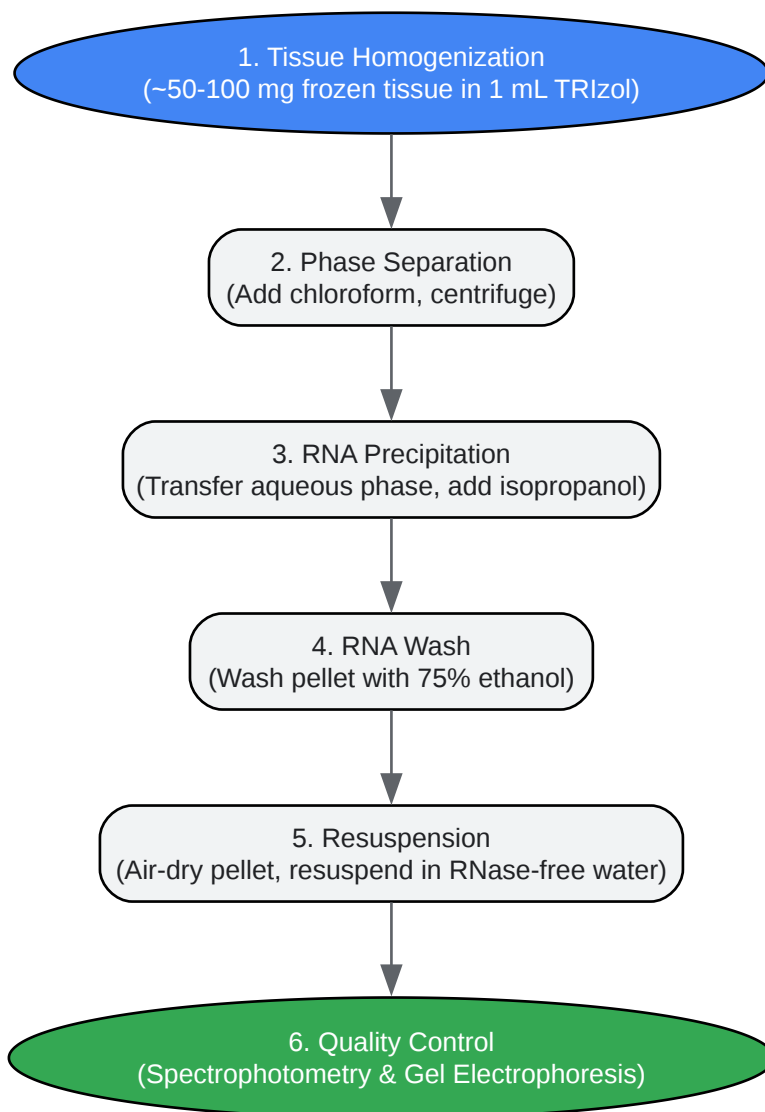 1. Tissue Homogenization
(~50-100 mg frozen tissue in 1 mL TRIzol)
2. Phase Separation
(Add chloroform, centrifuge)
3. RNA Precipitation
(Transfer aqueous phase, add isopropanol)
4. RNA Wash
(Wash pellet with 75% ethanol)
5. Resuspension
(Air-dry pellet, resuspend in RNase-free water)
6. Quality Control
(Spectrophotometry & Gel Electrophoresis)